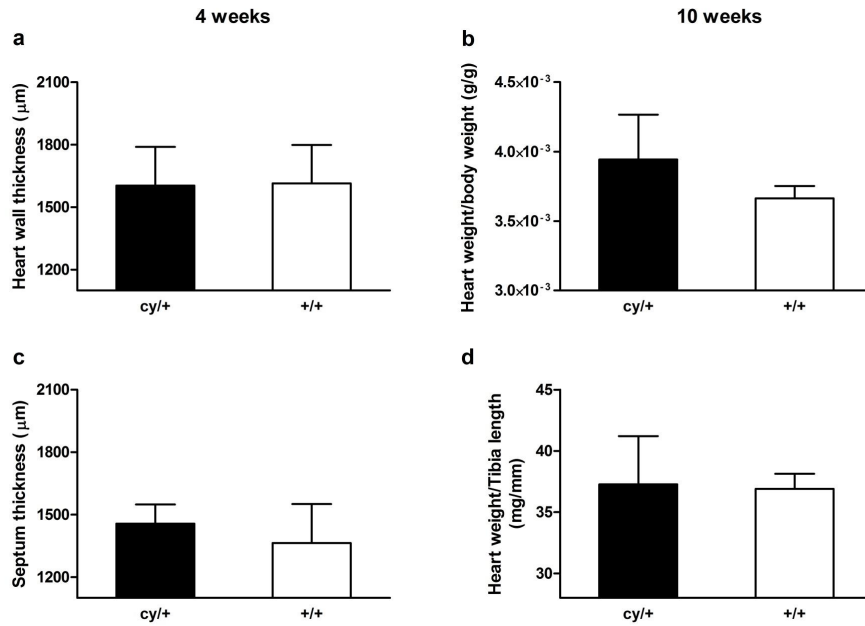 4 weeks
10 weeks
a
Heart wall thickness (μm)
2100
1800
1500
1200
cy/+
+/+
b
Heart weight/body weight (g/g)
4.5×10⁻³
4.0×10⁻³
3.5×10⁻³
3.0×10⁻³
cy/+
+/+
c
Septum thickness (μm)
2100
1800
1500
1200
cy/+
+/+
d
Heart weight/Tibia length
(mg/mm)
45
40
35
30
cy/+
+/+